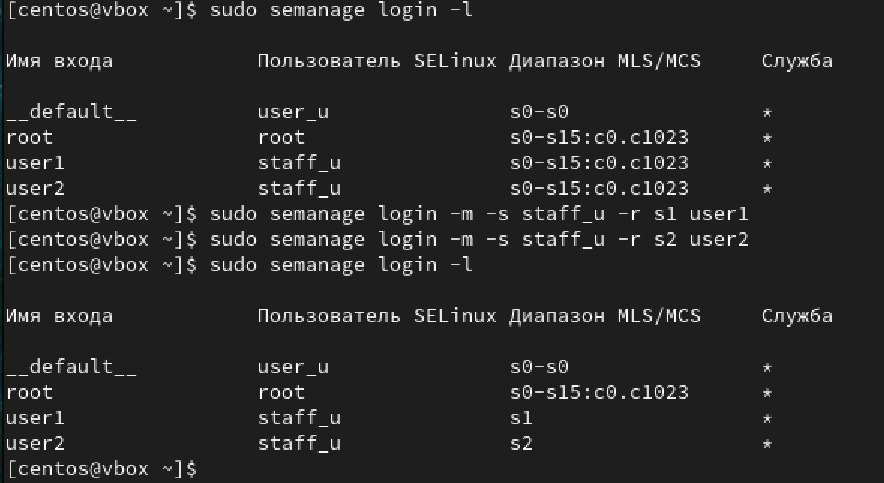 [centos@vbox ~]$ sudo semanage login -l
Имя входа Пользователь SELinux Диапазон MLS/MCS Служба
__default__ user_u s0-s0 *
root root s0-s15:c0.c1023 *
user1 staff_u s0-s15:c0.c1023 *
user2 staff_u s0-s15:c0.c1023 *
[centos@vbox ~]$ sudo semanage login -m -s staff_u -r s1 user1
[centos@vbox ~]$ sudo semanage login -m -s staff_u -r s2 user2
[centos@vbox ~]$ sudo semanage login -l
Имя входа Пользователь SELinux Диапазон MLS/MCS Служба
__default__ user_u s0-s0 *
root root s0-s15:c0.c1023 *
user1 staff_u s1 *
user2 staff_u s2 *
[centos@vbox ~]$